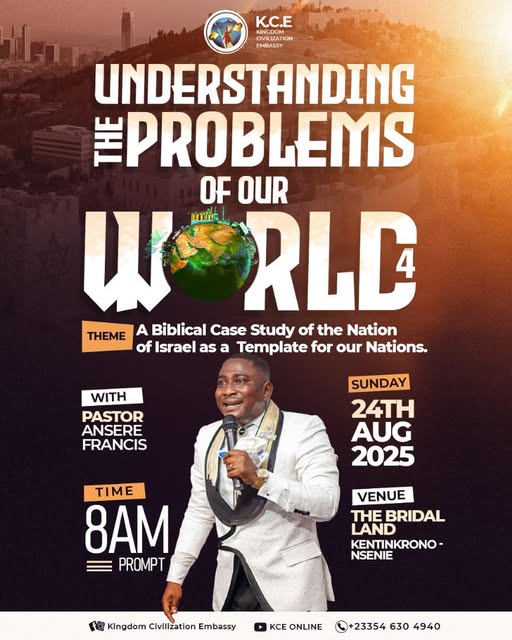 K.C.E
KINGDOM
CIVILIZATION
EMBASSY
UNDERSTANDING
THE PROBLEMS
OF OUR
WORLD 4
THEME A Biblical Case Study of the Nation
of Israel as a Template for our Nations.
WITH
PASTOR
ANSERE
FRANCIS
TIME
8AM
PROMPT
SUNDAY
24TH
AUG
2025
VENUE
THE BRIDAL
LAND
KENTINKRONO -
NSENIE
Kingdom Civilization Embassy KCE ONLINE +23354 630 4940